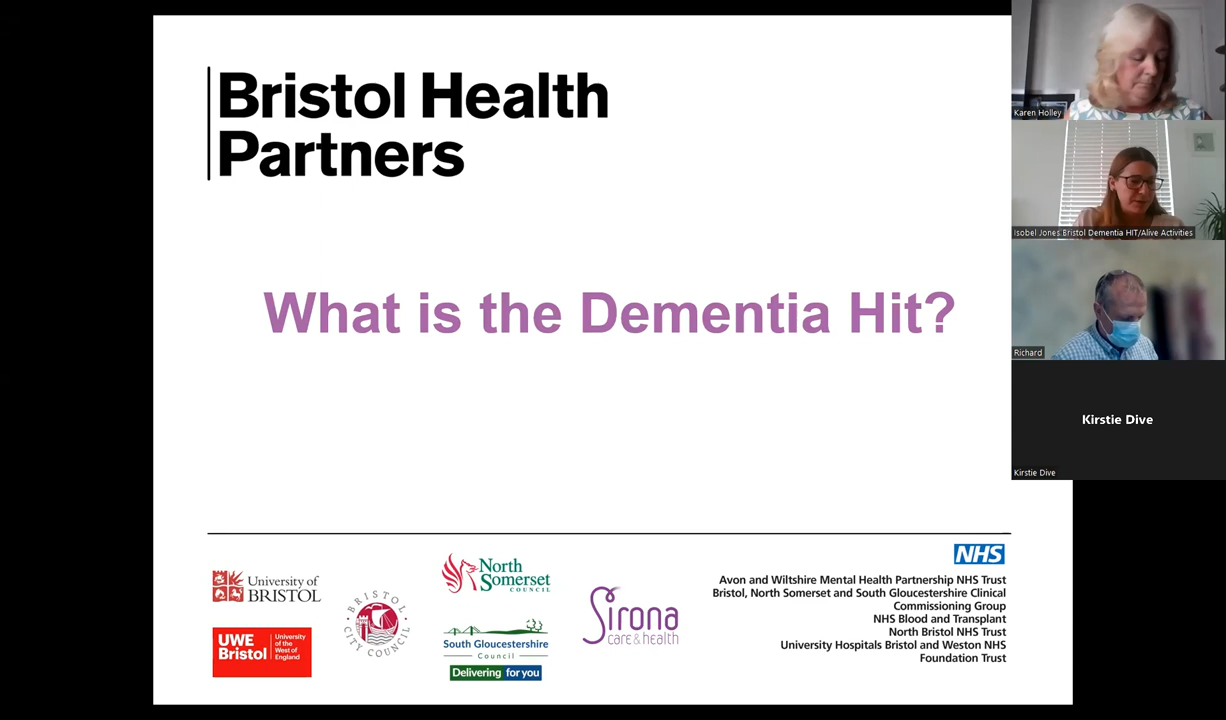 Bristol Health
Partners
What is the Dementia Hit?
Karen Holley
Isobel Jones Bristol Dementia HIT/Alive Activities
Richard
Kirstie Dive
Kirstie Dive
University of
BRISTOL
UWE
Bristol
University
of the
West of
England
BRISTOL
CITY COUNCIL
North
Somerset
COUNCIL
South Gloucestershire
Council
Delivering for you
Sirona
care & health
NHS
Avon and Wiltshire Mental Health Partnership NHS Trust
Bristol, North Somerset and South Gloucestershire Clinical
Commissioning Group
NHS Blood and Transplant
North Bristol NHS Trust
University Hospitals Bristol and Weston NHS
Foundation Trust